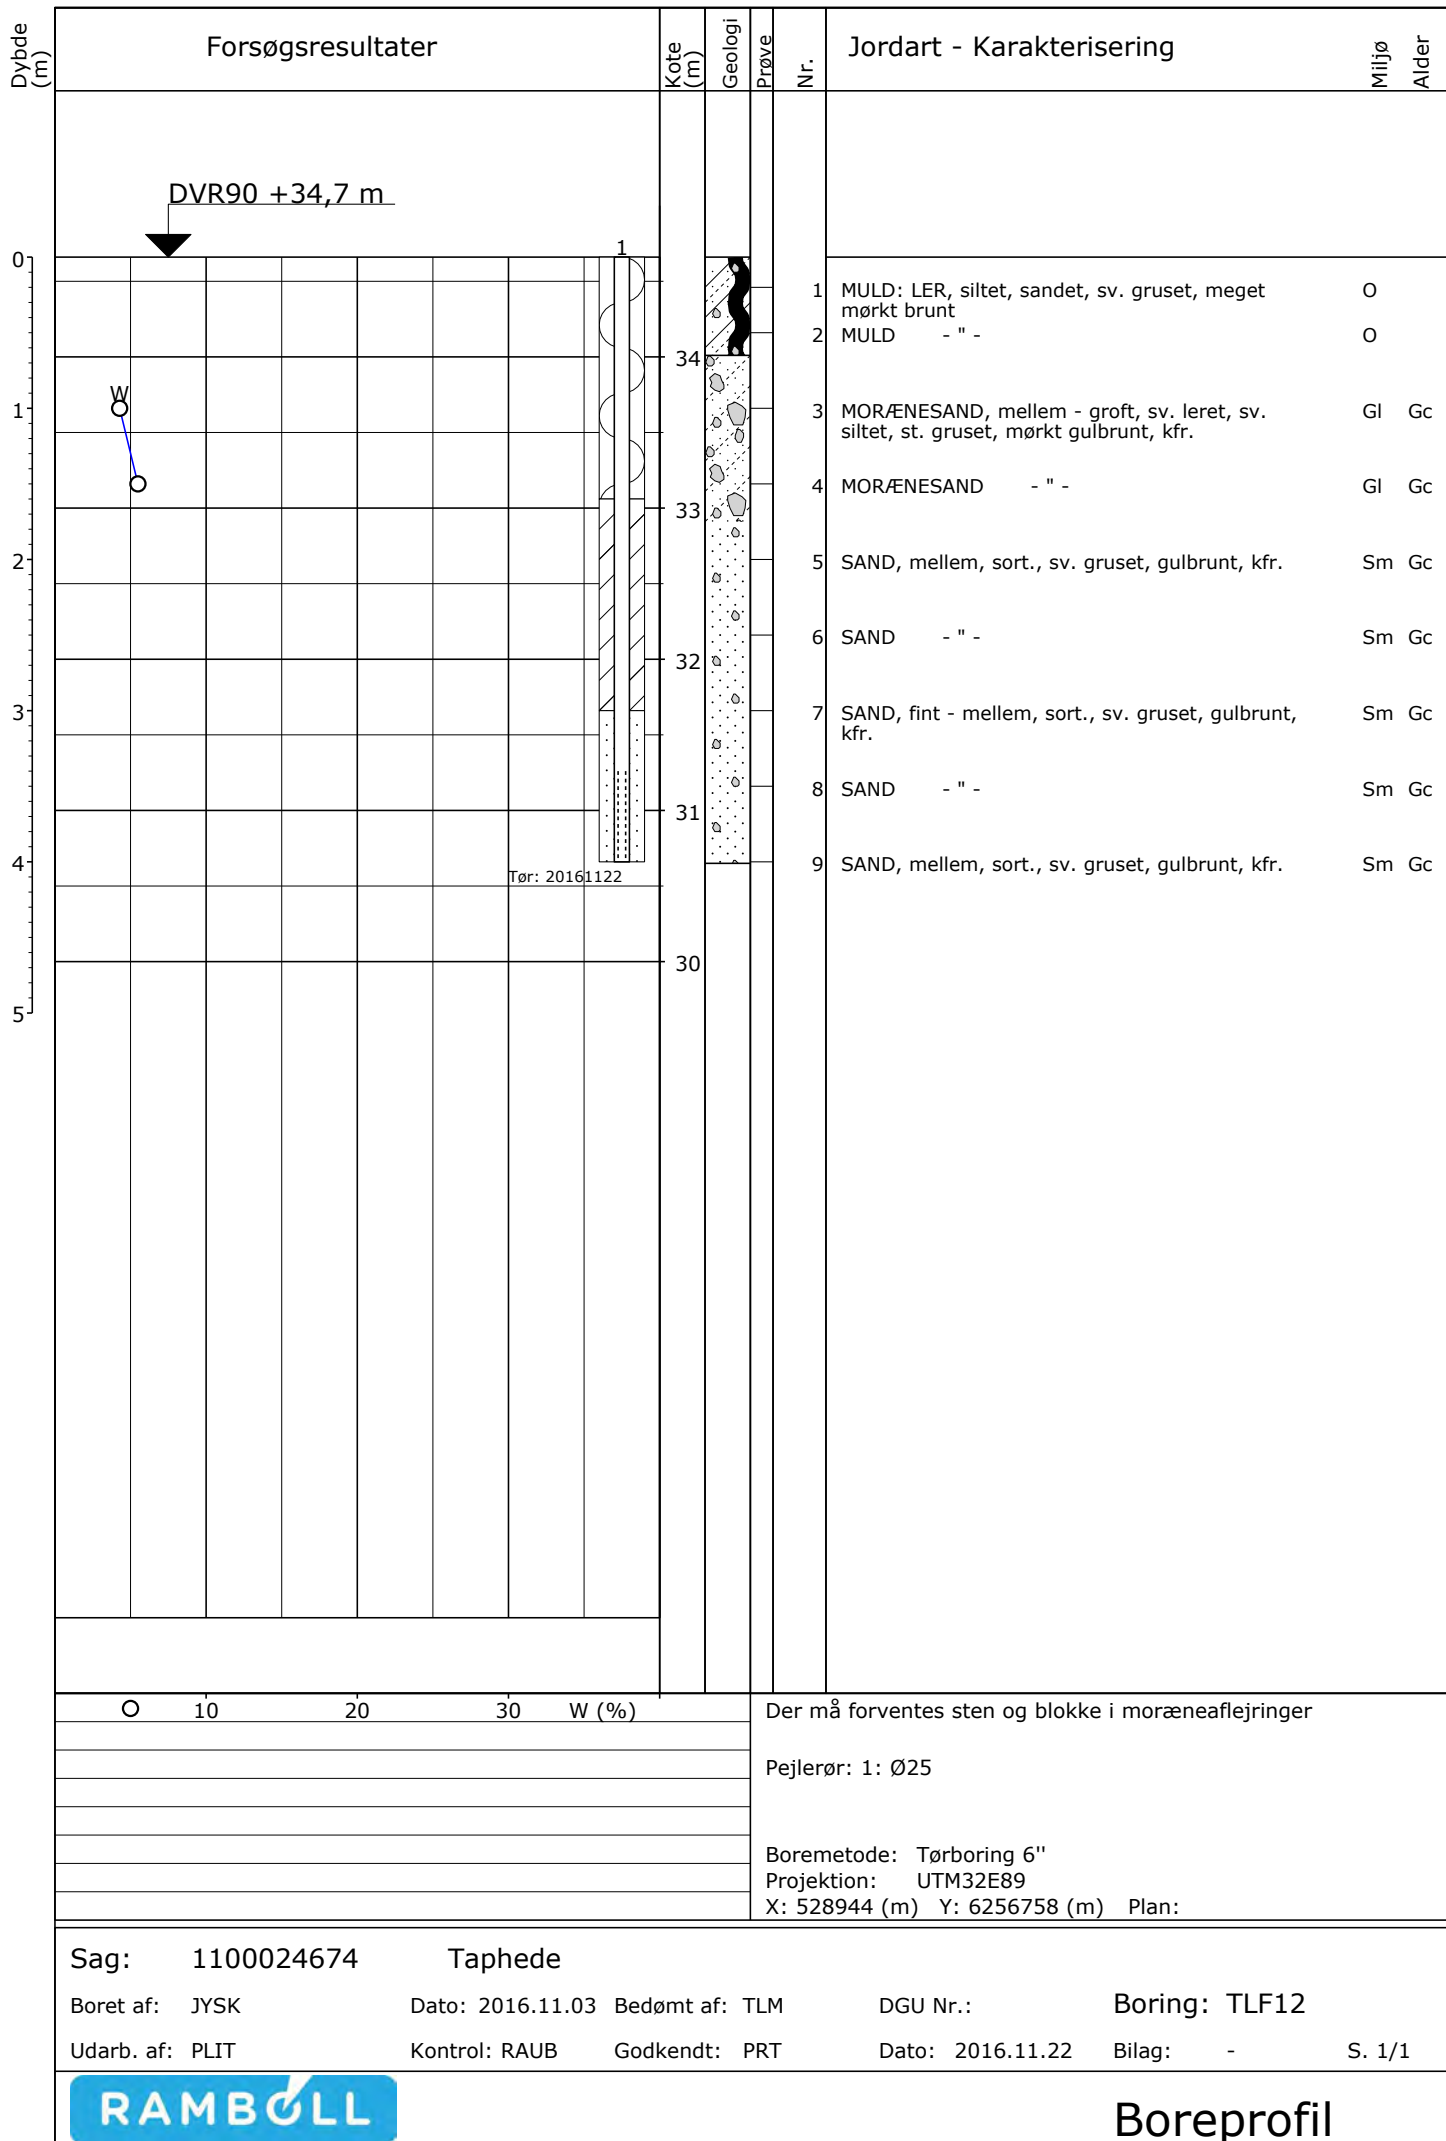 Dybde (m)
Forsøgsresultater
Kote (m)
Geologi
Prøve
Nr.
Jordart - Karakterisering
Miljø
Alder
DVR90 +34,7 m
0
1
1 MULD: LER, siltet, sandet, sv. gruset, meget O
mørkt brunt
2 MULD - " - O
34
W
1
3 MORÆNESAND, mellem - groft, sv. leret, sv. Gl Gc
siltet, st. gruset, mørkt gulbrunt, kfr.
4 MORÆNESAND - " - Gl Gc
33
2
5 SAND, mellem, sort., sv. gruset, gulbrunt, kfr. Sm Gc
6 SAND - " - Sm Gc
32
3
7 SAND, fint - mellem, sort., sv. gruset, gulbrunt, Sm Gc
kfr.
8 SAND - " - Sm Gc
31
4
9 SAND, mellem, sort., sv. gruset, gulbrunt, kfr. Sm Gc
Tør: 20161122
30
5
10 20 30 W (%)
Der må forventes sten og blokke i moræneaflejringer
Pejlerør: 1: Ø25
Boremetode: Tørboring 6''
Projektion: UTM32E89
X: 528944 (m) Y: 6256758 (m) Plan:
Sag: 1100024674 Taphede
Boret af: JYSK Dato: 2016.11.03 Bedømt af: TLM DGU Nr.: Boring: TLF12
Udarb. af: PLIT Kontrol: RAUB Godkendt: PRT Dato: 2016.11.22 Bilag: - S. 1/1
RAMBOLL
Boreprofil